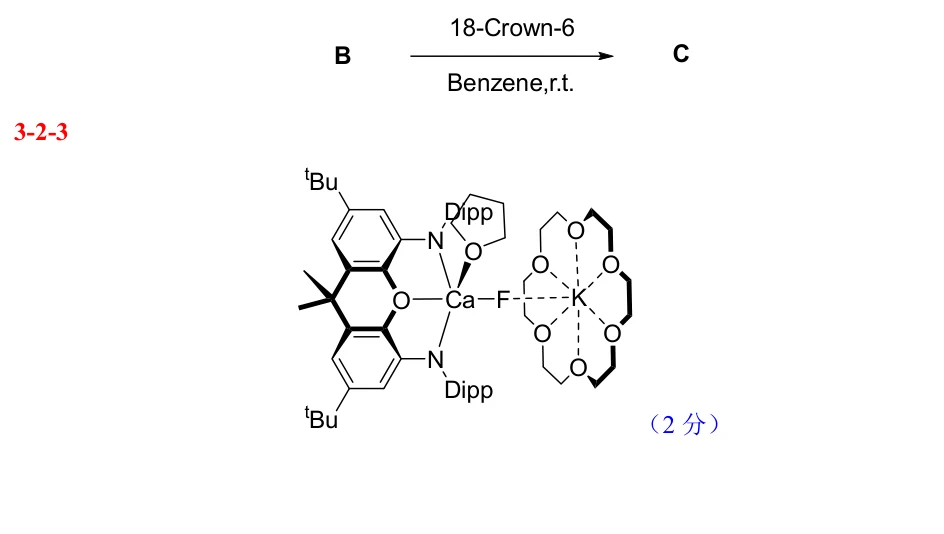 18-Crown-6
B C
Benzene,r.t.
3-2-3
tBu
Dipp
N
O
O Ca F K
O
O
O
O
O
O
N
Dipp
tBu
（2 分）